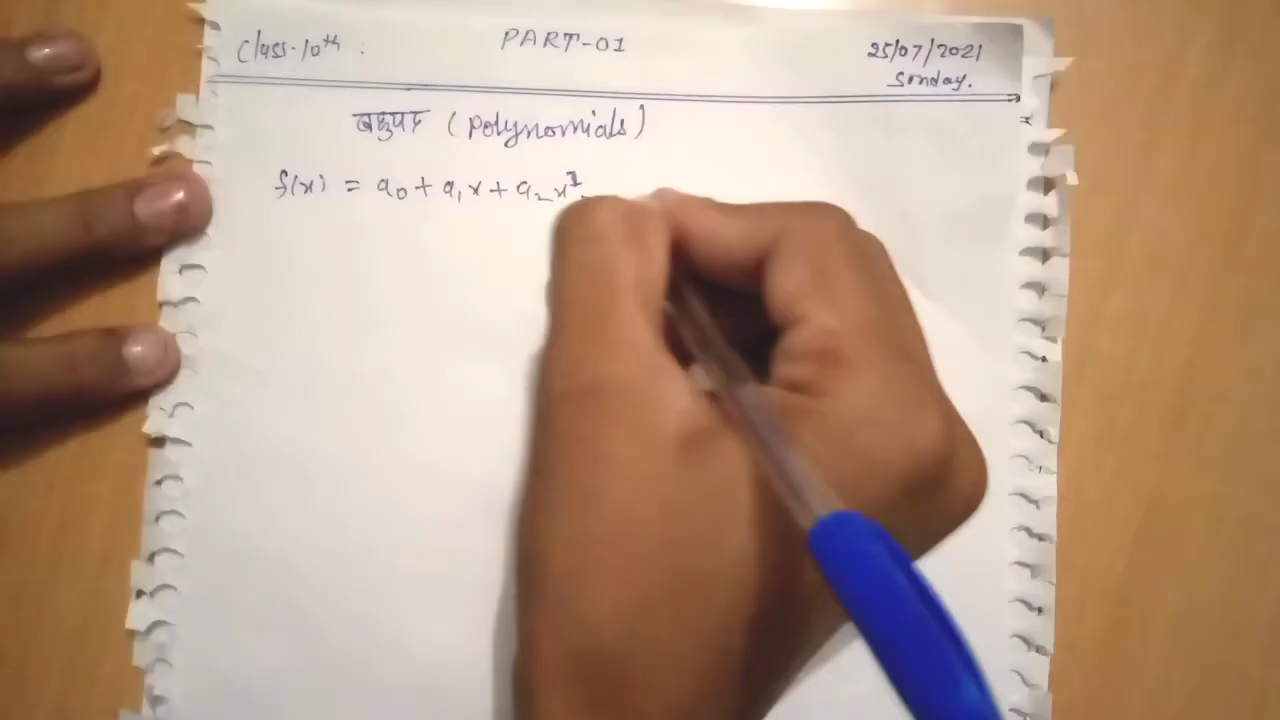 Class-10th :
PART-01
25/07/2021
Sunday.
बहुपद (Polynomials)
f(x) = a₀ + a₁x + a₂x²